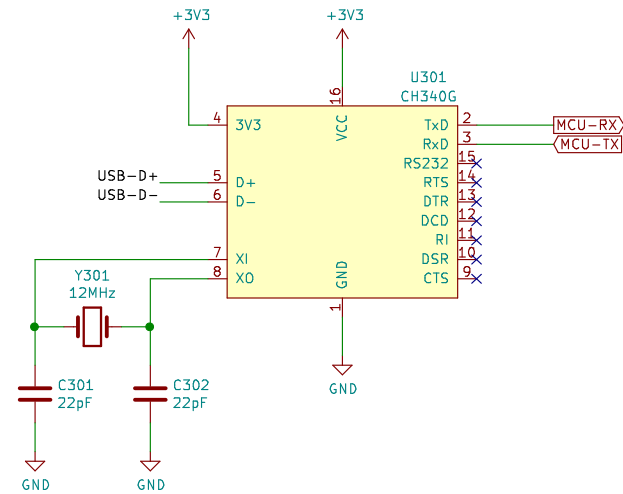 +3V3
+3V3
U301
CH340G
16
VCC
4
3V3
TxD
2
MCU-RX
RxD
3
MCU-TX
RS232
15
USB-D+
5
D+
RTS
14
USB-D-
6
D-
DTR
13
DCD
12
RI
11
7
XI
DSR
10
8
XO
CTS
9
GND
1
GND
Y301
12MHz
C301
22pF
C302
22pF
GND
GND